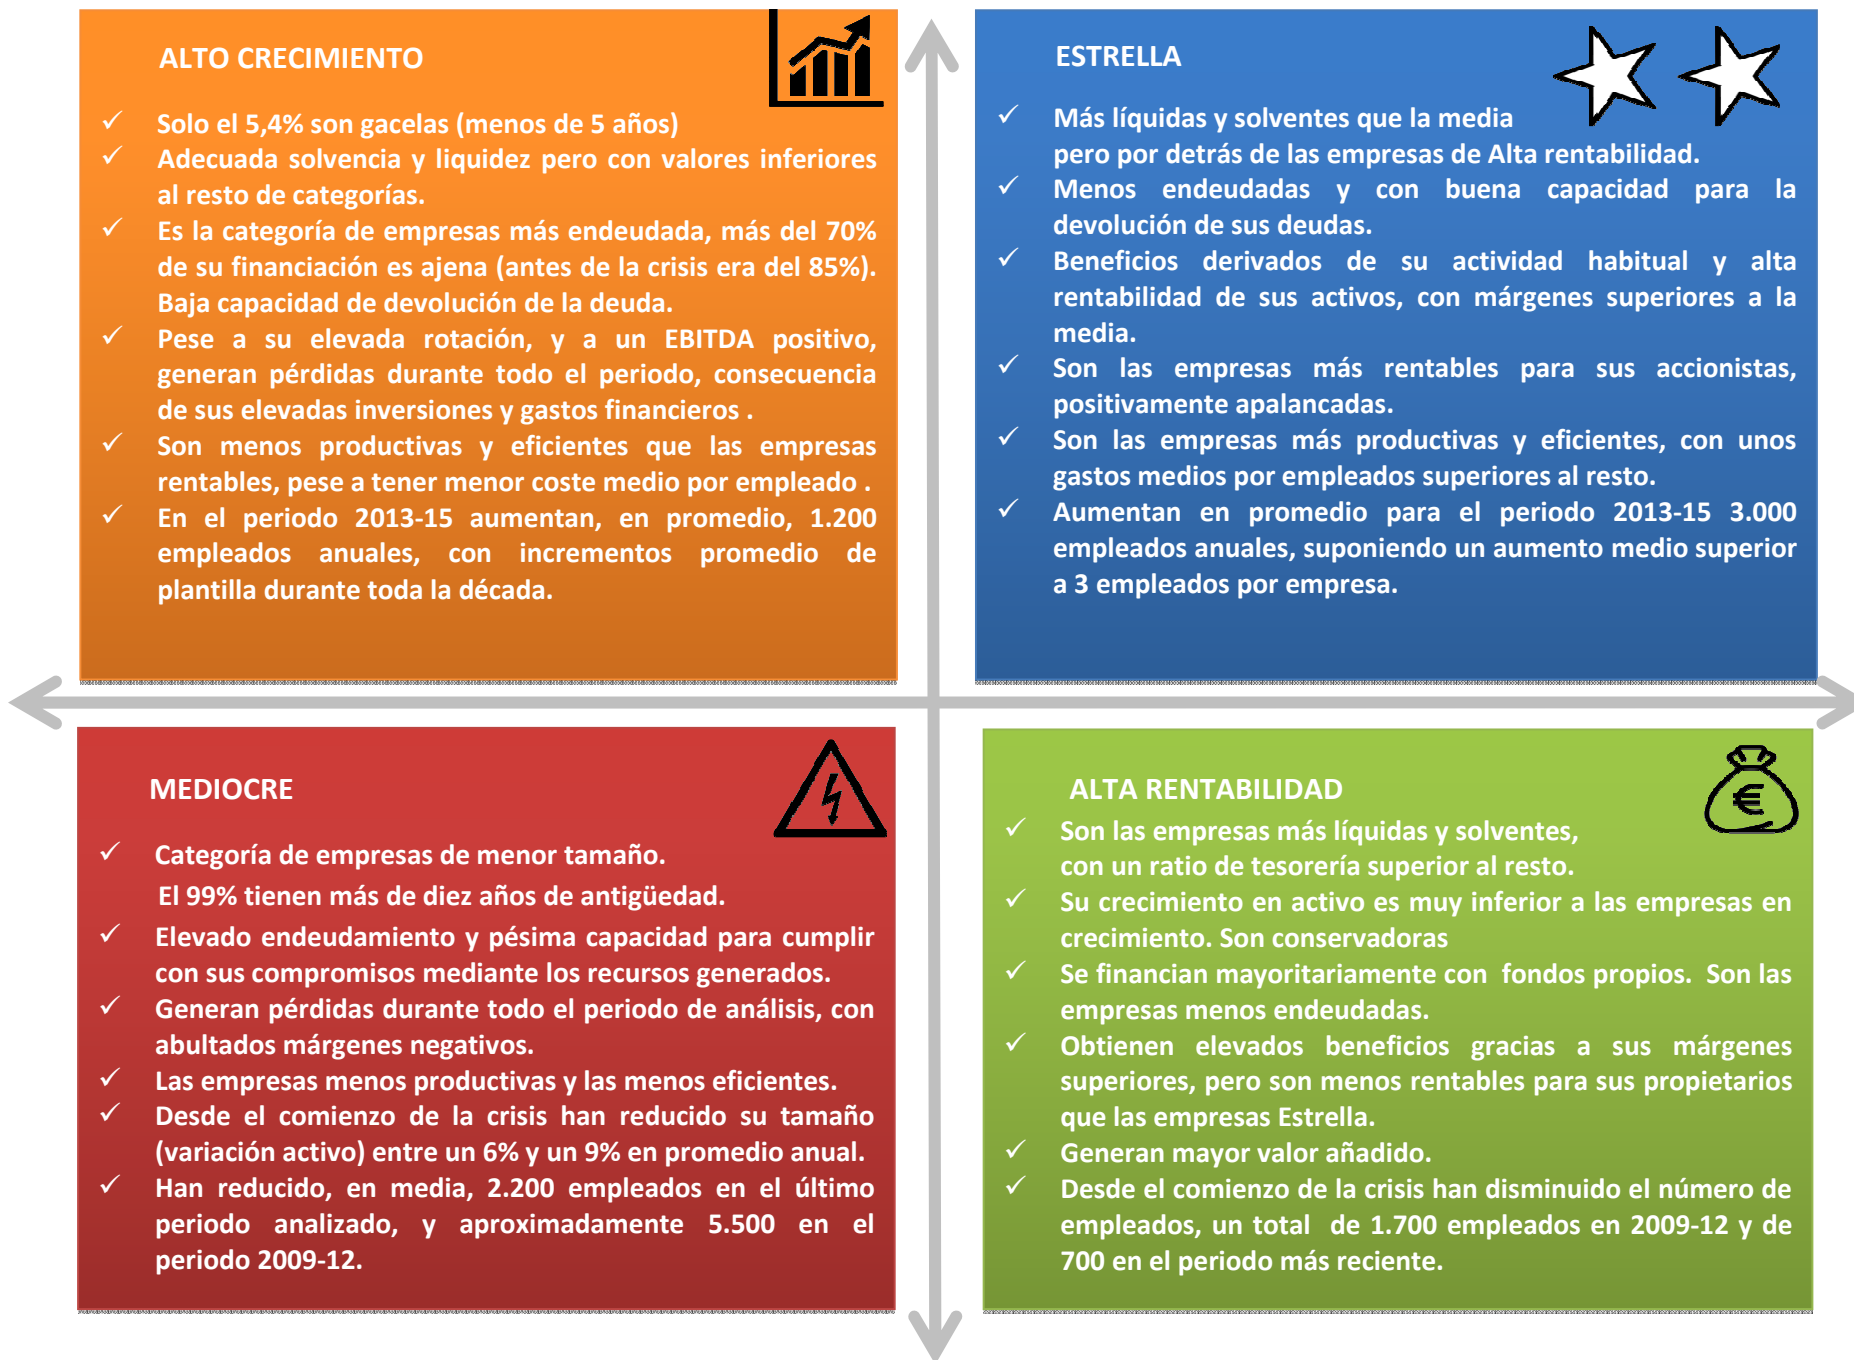 ALTO CRECIMIENTO
✓ Solo el 5,4% son gacelas (menos de 5 años)
✓ Adecuada solvencia y liquidez pero con valores inferiores
al resto de categorías.
✓ Es la categoría de empresas más endeudada, más del 70%
de su financiación es ajena (antes de la crisis era del 85%).
Baja capacidad de devolución de la deuda.
✓ Pese a su elevada rotación, y a un EBITDA positivo,
generan pérdidas durante todo el periodo, consecuencia
de sus elevadas inversiones y gastos financieros .
✓ Son menos productivas y eficientes que las empresas
rentables, pese a tener menor coste medio por empleado .
✓ En el periodo 2013-15 aumentan, en promedio, 1.200
empleados anuales, con incrementos promedio de
plantilla durante toda la década.
ESTRELLA
✓ Más líquidas y solventes que la media
pero por detrás de las empresas de Alta rentabilidad.
✓ Menos endeudadas y con buena capacidad para la
devolución de sus deudas.
✓ Beneficios derivados de su actividad habitual y alta
rentabilidad de sus activos, con márgenes superiores a la
media.
✓ Son las empresas más rentables para sus accionistas,
positivamente apalancadas.
✓ Son las empresas más productivas y eficientes, con unos
gastos medios por empleados superiores al resto.
✓ Aumentan en promedio para el periodo 2013-15 3.000
empleados anuales, suponiendo un aumento medio superior
a 3 empleados por empresa.
MEDIOCRE
✓ Categoría de empresas de menor tamaño.
El 99% tienen más de diez años de antigüedad.
✓ Elevado endeudamiento y pésima capacidad para cumplir
con sus compromisos mediante los recursos generados.
✓ Generan pérdidas durante todo el periodo de análisis, con
abultados márgenes negativos.
✓ Las empresas menos productivas y las menos eficientes.
✓ Desde el comienzo de la crisis han reducido su tamaño
(variación activo) entre un 6% y un 9% en promedio anual.
✓ Han reducido, en media, 2.200 empleados en el último
periodo analizado, y aproximadamente 5.500 en el
periodo 2009-12.
ALTA RENTABILIDAD
€
✓ Son las empresas más líquidas y solventes,
con un ratio de tesorería superior al resto.
✓ Su crecimiento en activo es muy inferior a las empresas en
crecimiento. Son conservadoras
✓ Se financian mayoritariamente con fondos propios. Son las
empresas menos endeudadas.
✓ Obtienen elevados beneficios gracias a sus márgenes
superiores, pero son menos rentables para sus propietarios
que las empresas Estrella.
✓ Generan mayor valor añadido.
✓ Desde el comienzo de la crisis han disminuido el número de
empleados, un total de 1.700 empleados en 2009-12 y de
700 en el periodo más reciente.